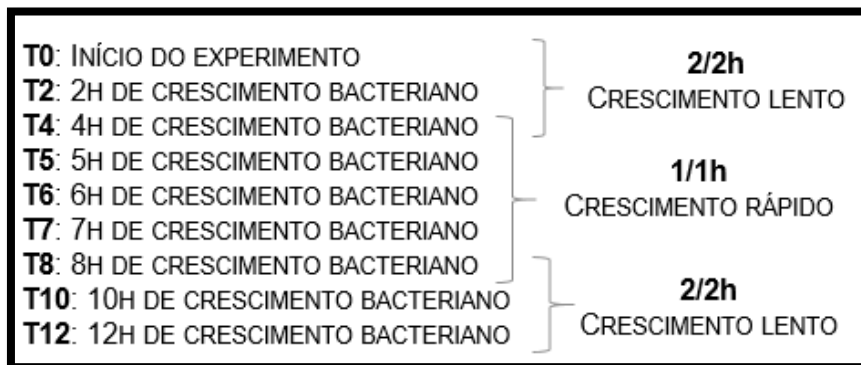 T0: INÍCIO DO EXPERIMENTO
T2: 2H DE CRESCIMENTO BACTERIANO
T4: 4H DE CRESCIMENTO BACTERIANO
T5: 5H DE CRESCIMENTO BACTERIANO
T6: 6H DE CRESCIMENTO BACTERIANO
T7: 7H DE CRESCIMENTO BACTERIANO
T8: 8H DE CRESCIMENTO BACTERIANO
T10: 10H DE CRESCIMENTO BACTERIANO
T12: 12H DE CRESCIMENTO BACTERIANO
2/2h
CRESCIMENTO LENTO
1/1h
CRESCIMENTO RÁPIDO
2/2h
CRESCIMENTO LENTO